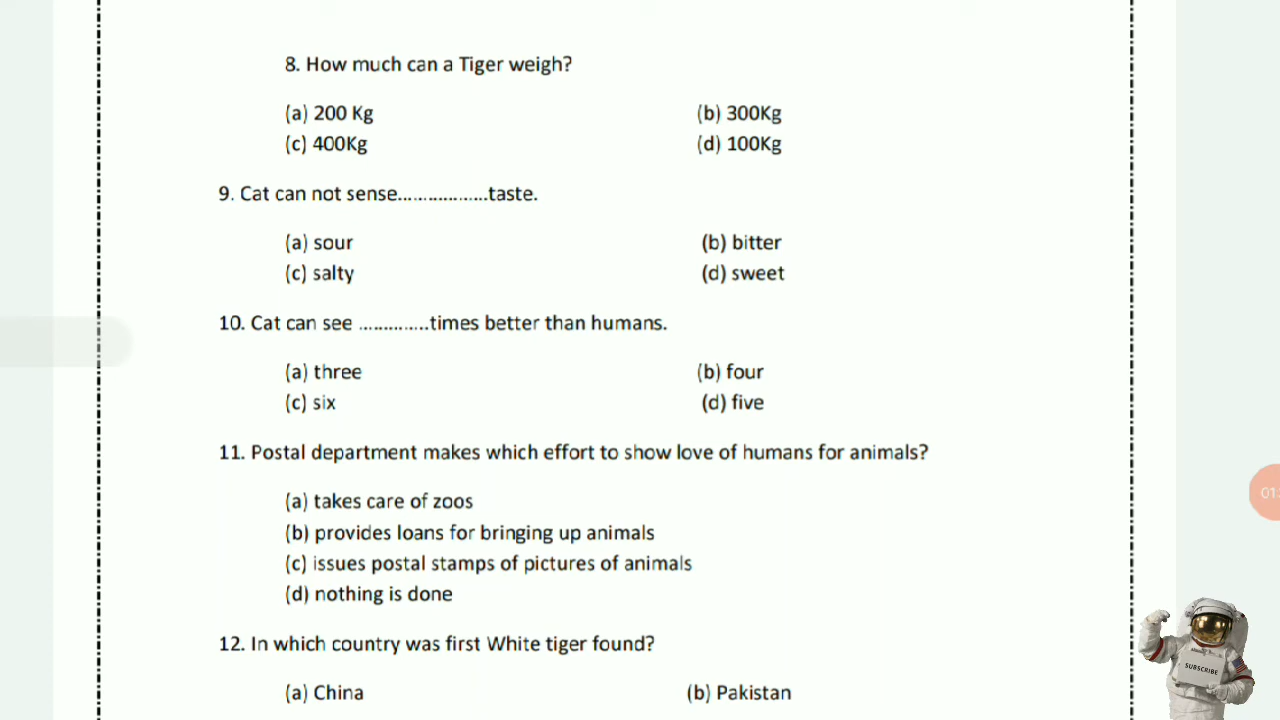 8. How much can a Tiger weigh?
(a) 200 Kg (b) 300Kg
(c) 400Kg (d) 100Kg
9. Cat can not sense..................taste.
(a) sour (b) bitter
(c) salty (d) sweet
10. Cat can see ..............times better than humans.
(a) three (b) four
(c) six (d) five
11. Postal department makes which effort to show love of humans for animals?
(a) takes care of zoos
(b) provides loans for bringing up animals
(c) issues postal stamps of pictures of animals
(d) nothing is done
12. In which country was first White tiger found?
(a) China (b) Pakistan
SUBSCRIBE